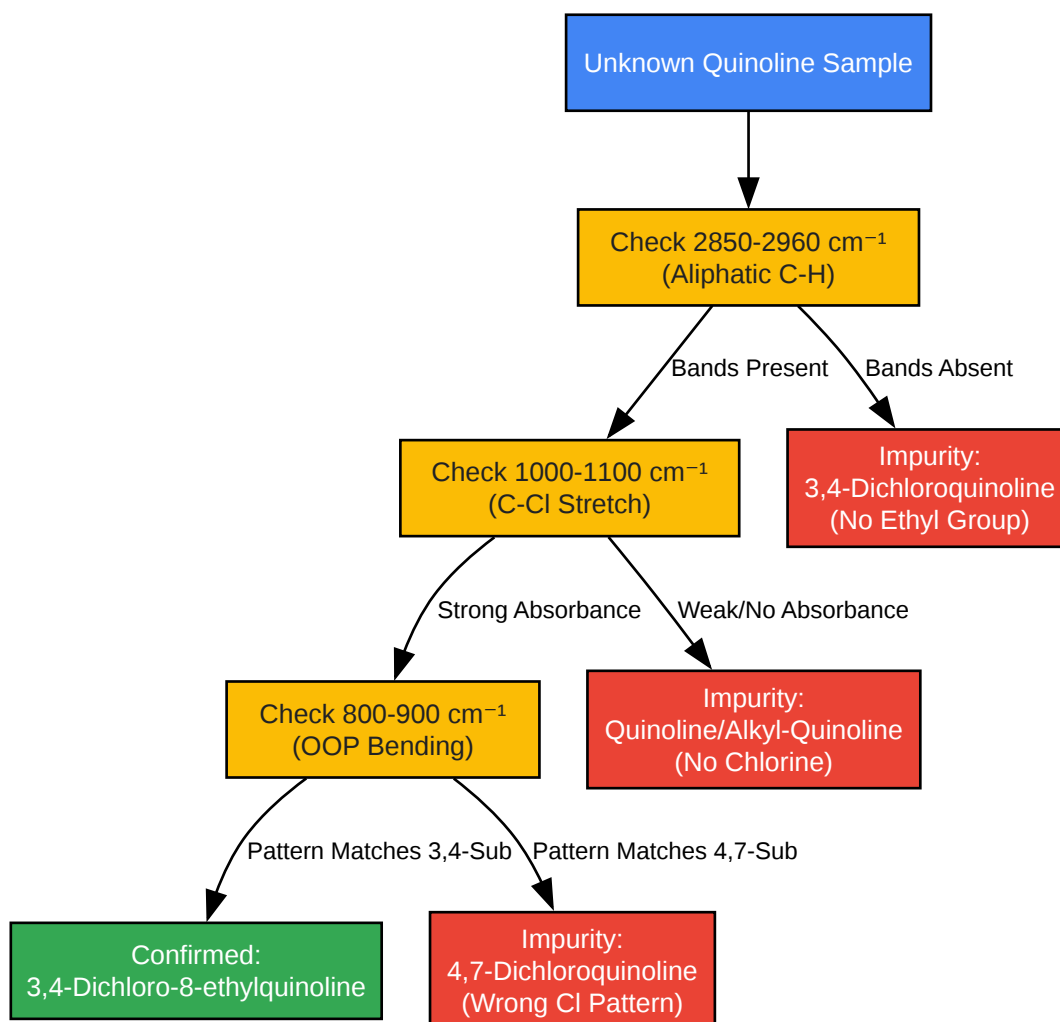 Unknown Quinoline Sample
Check 2850-2960 cm⁻¹
(Aliphatic C-H)
Bands Present
Bands Absent
Check 1000-1100 cm⁻¹
(C-Cl Stretch)
Impurity:
3,4-Dichloroquinoline
(No Ethyl Group)
Strong Absorbance
Weak/No Absorbance
Check 800-900 cm⁻¹
(OOP Bending)
Impurity:
Quinoline/Alkyl-Quinoline
(No Chlorine)
Pattern Matches 3,4-Sub
Pattern Matches 4,7-Sub
Confirmed:
3,4-Dichloro-8-ethylquinoline
Impurity:
4,7-Dichloroquinoline
(Wrong Cl Pattern)